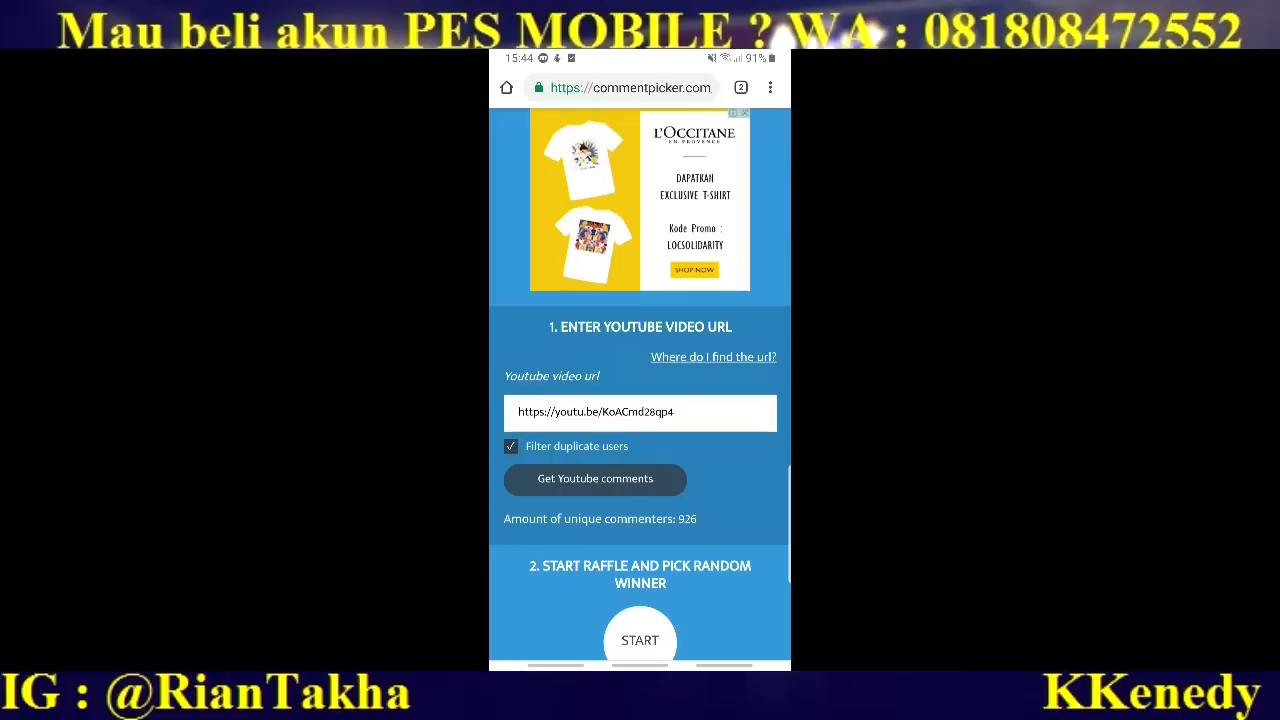 Mau beli akun PES MOBILE ? WA : 081808472552
15:44 91%
https://commentpicker.com 2
L'OCCITANE
EN PROVENCE
DAPATKAN
EXCLUSIVE T-SHIRT
Kode Promo :
LOCSOLIDARITY
SHOP NOW
1. ENTER YOUTUBE VIDEO URL
Where do I find the url?
Youtube video url
https://youtu.be/KoACmd28qp4
Filter duplicate users
Get Youtube comments
Amount of unique commenters: 926
2. START RAFFLE AND PICK RANDOM
WINNER
START
IG : @RianTakha KKenedy